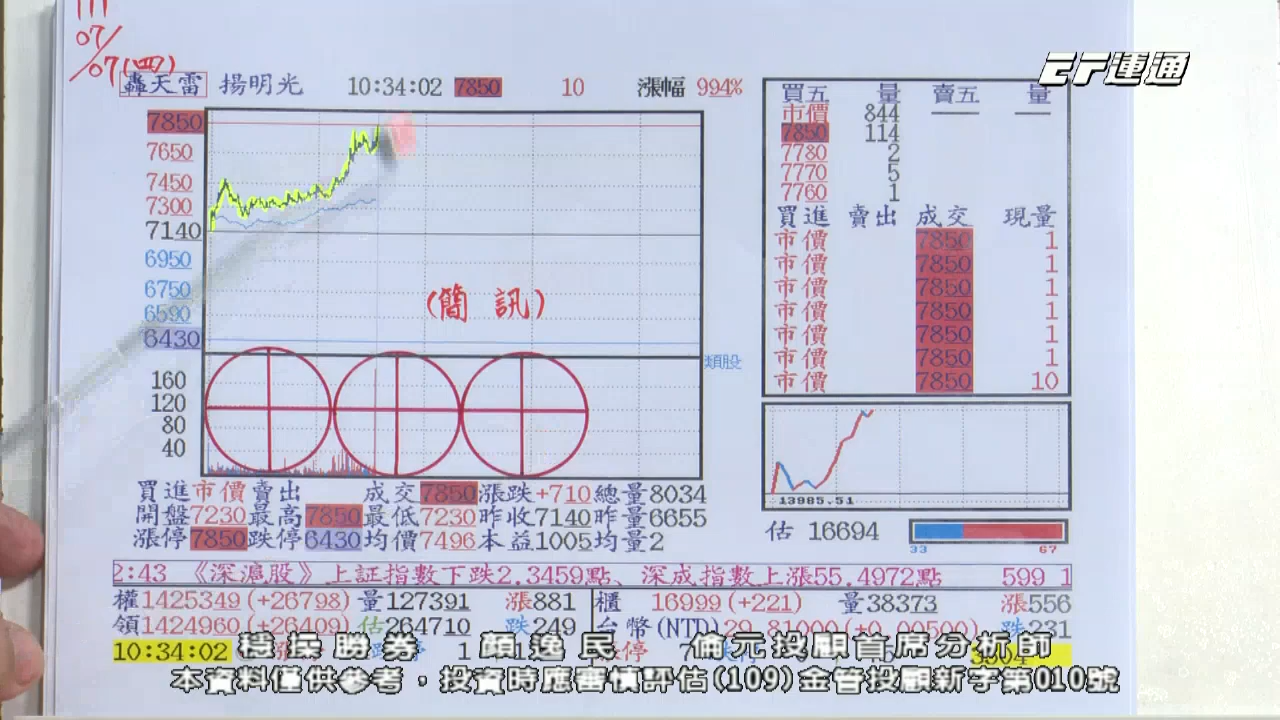 111
07/
07(四)
EF運通
轟天雷 揚明光 10:34:02 7850 10 漲幅 994%
7850
7650
7450
7300
7140
6950
6750
6590
6430
160
120
80
40
(簡 訊)
類股
買五 量 賣五 量
市價 844
7850 114
7780 2
7770 5
7760 1
買進 賣出 成交 現量
市價 7850 1
市價 7850 1
市價 7850 1
市價 7850 1
市價 7850 1
市價 7850 1
市價 7850 10
13985.51
估 16694
33 67
買進市價賣出 成交7850漲跌+710總量8034
開盤7230最高7850最低7230昨收7140昨量6655
漲停7850跌停6430均價7496本益1005均量2
2:43 《深滬股》上証指數下跌2.3459點、深成指數上漲55.4972點 599 1
權1425349(+26798)量127391 漲881 櫃 16999(+221) 量38373 漲556
領1424960(+26409)估264710 跌249 台幣(NTD)29.81000(+0.00500) 跌231
10:34:02
穩操勝券 顏逸民 倫元投顧首席分析師
本資料僅供參考，投資時應審慎評估(109)金管投顧新字第010號